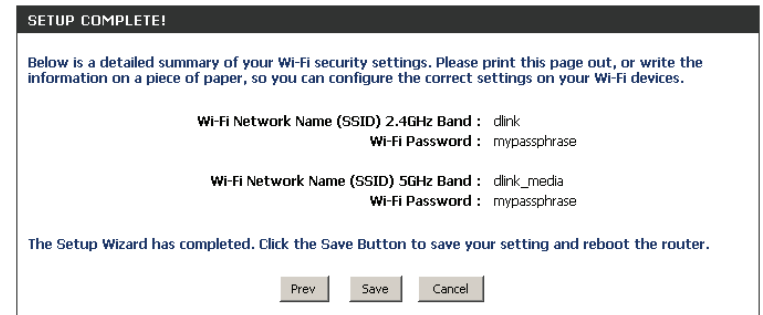 SETUP COMPLETE!
Below is a detailed summary of your Wi-Fi security settings. Please print this page out, or write the
information on a piece of paper, so you can configure the correct settings on your Wi-Fi devices.
Wi-Fi Network Name (SSID) 2.4GHz Band : dlink
Wi-Fi Password : mypassphrase
Wi-Fi Network Name (SSID) 5GHz Band : dlink_media
Wi-Fi Password : mypassphrase
The Setup Wizard has completed. Click the Save Button to save your setting and reboot the router.
Prev Save Cancel